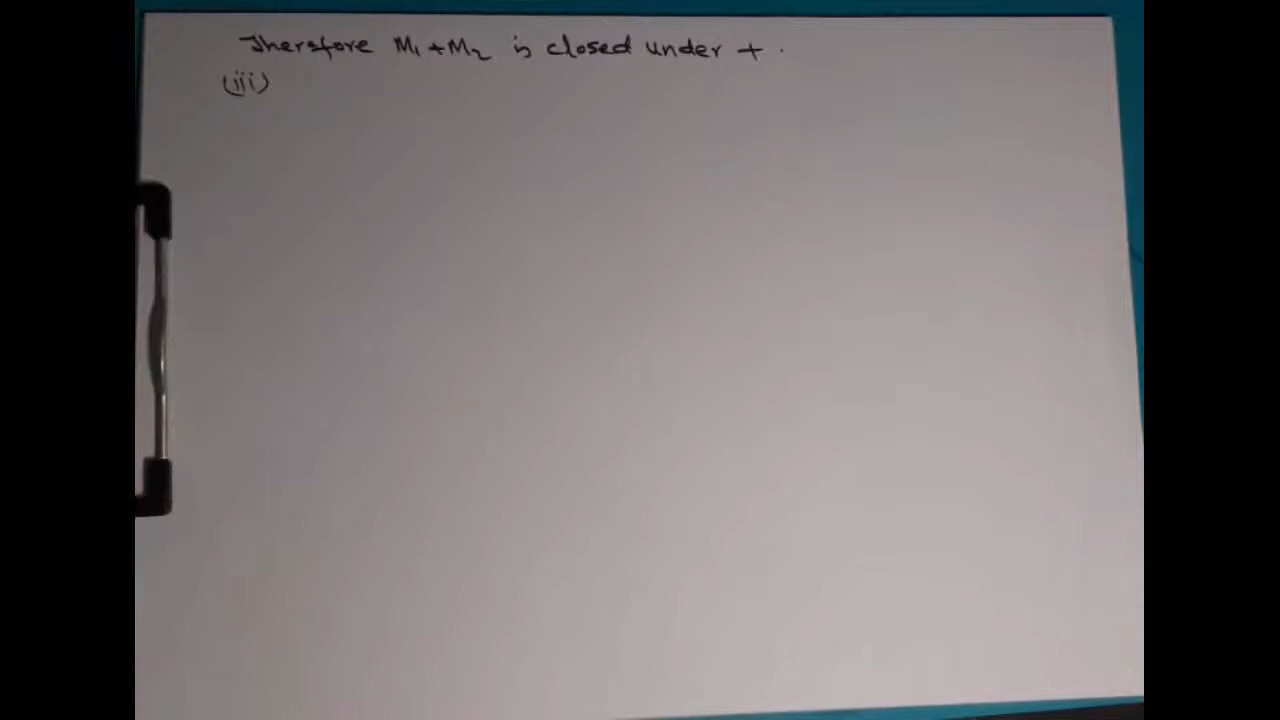 Therefore M₁+M₂ is closed under + .
(iii)